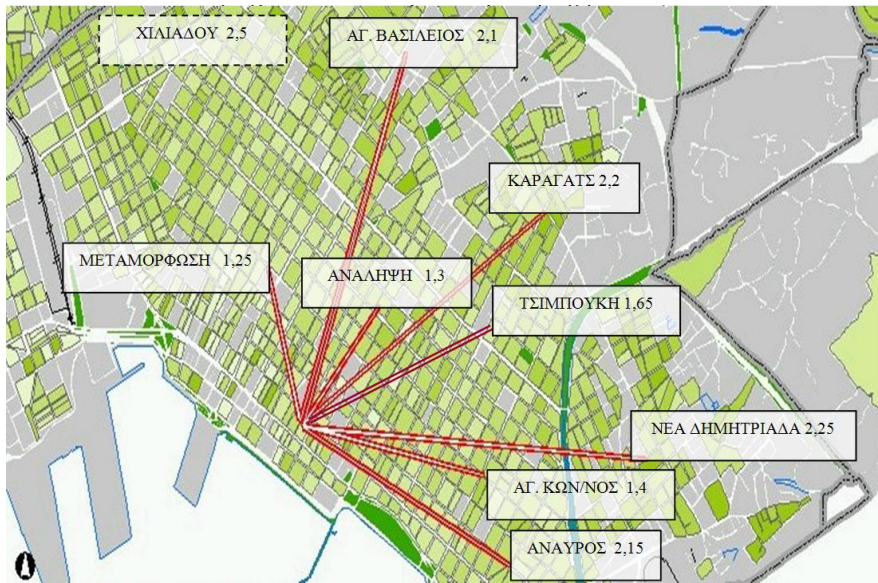 ΧΙΛΙΑΔΟΥ 2,5
ΑΓ. ΒΑΣΙΛΕΙΟΣ 2,1
ΚΑΡΑΓΑΤΣ 2,2
ΜΕΤΑΜΟΡΦΩΣΗ 1,25
ΑΝΑΛΗΨΗ 1,3
ΤΣΙΜΠΟΥΚΗ 1,65
ΝΕΑ ΔΗΜΗΤΡΙΑΔΑ 2,25
ΑΓ. ΚΩΝ/ΝΟΣ 1,4
ΑΝΑΥΡΟΣ 2,15